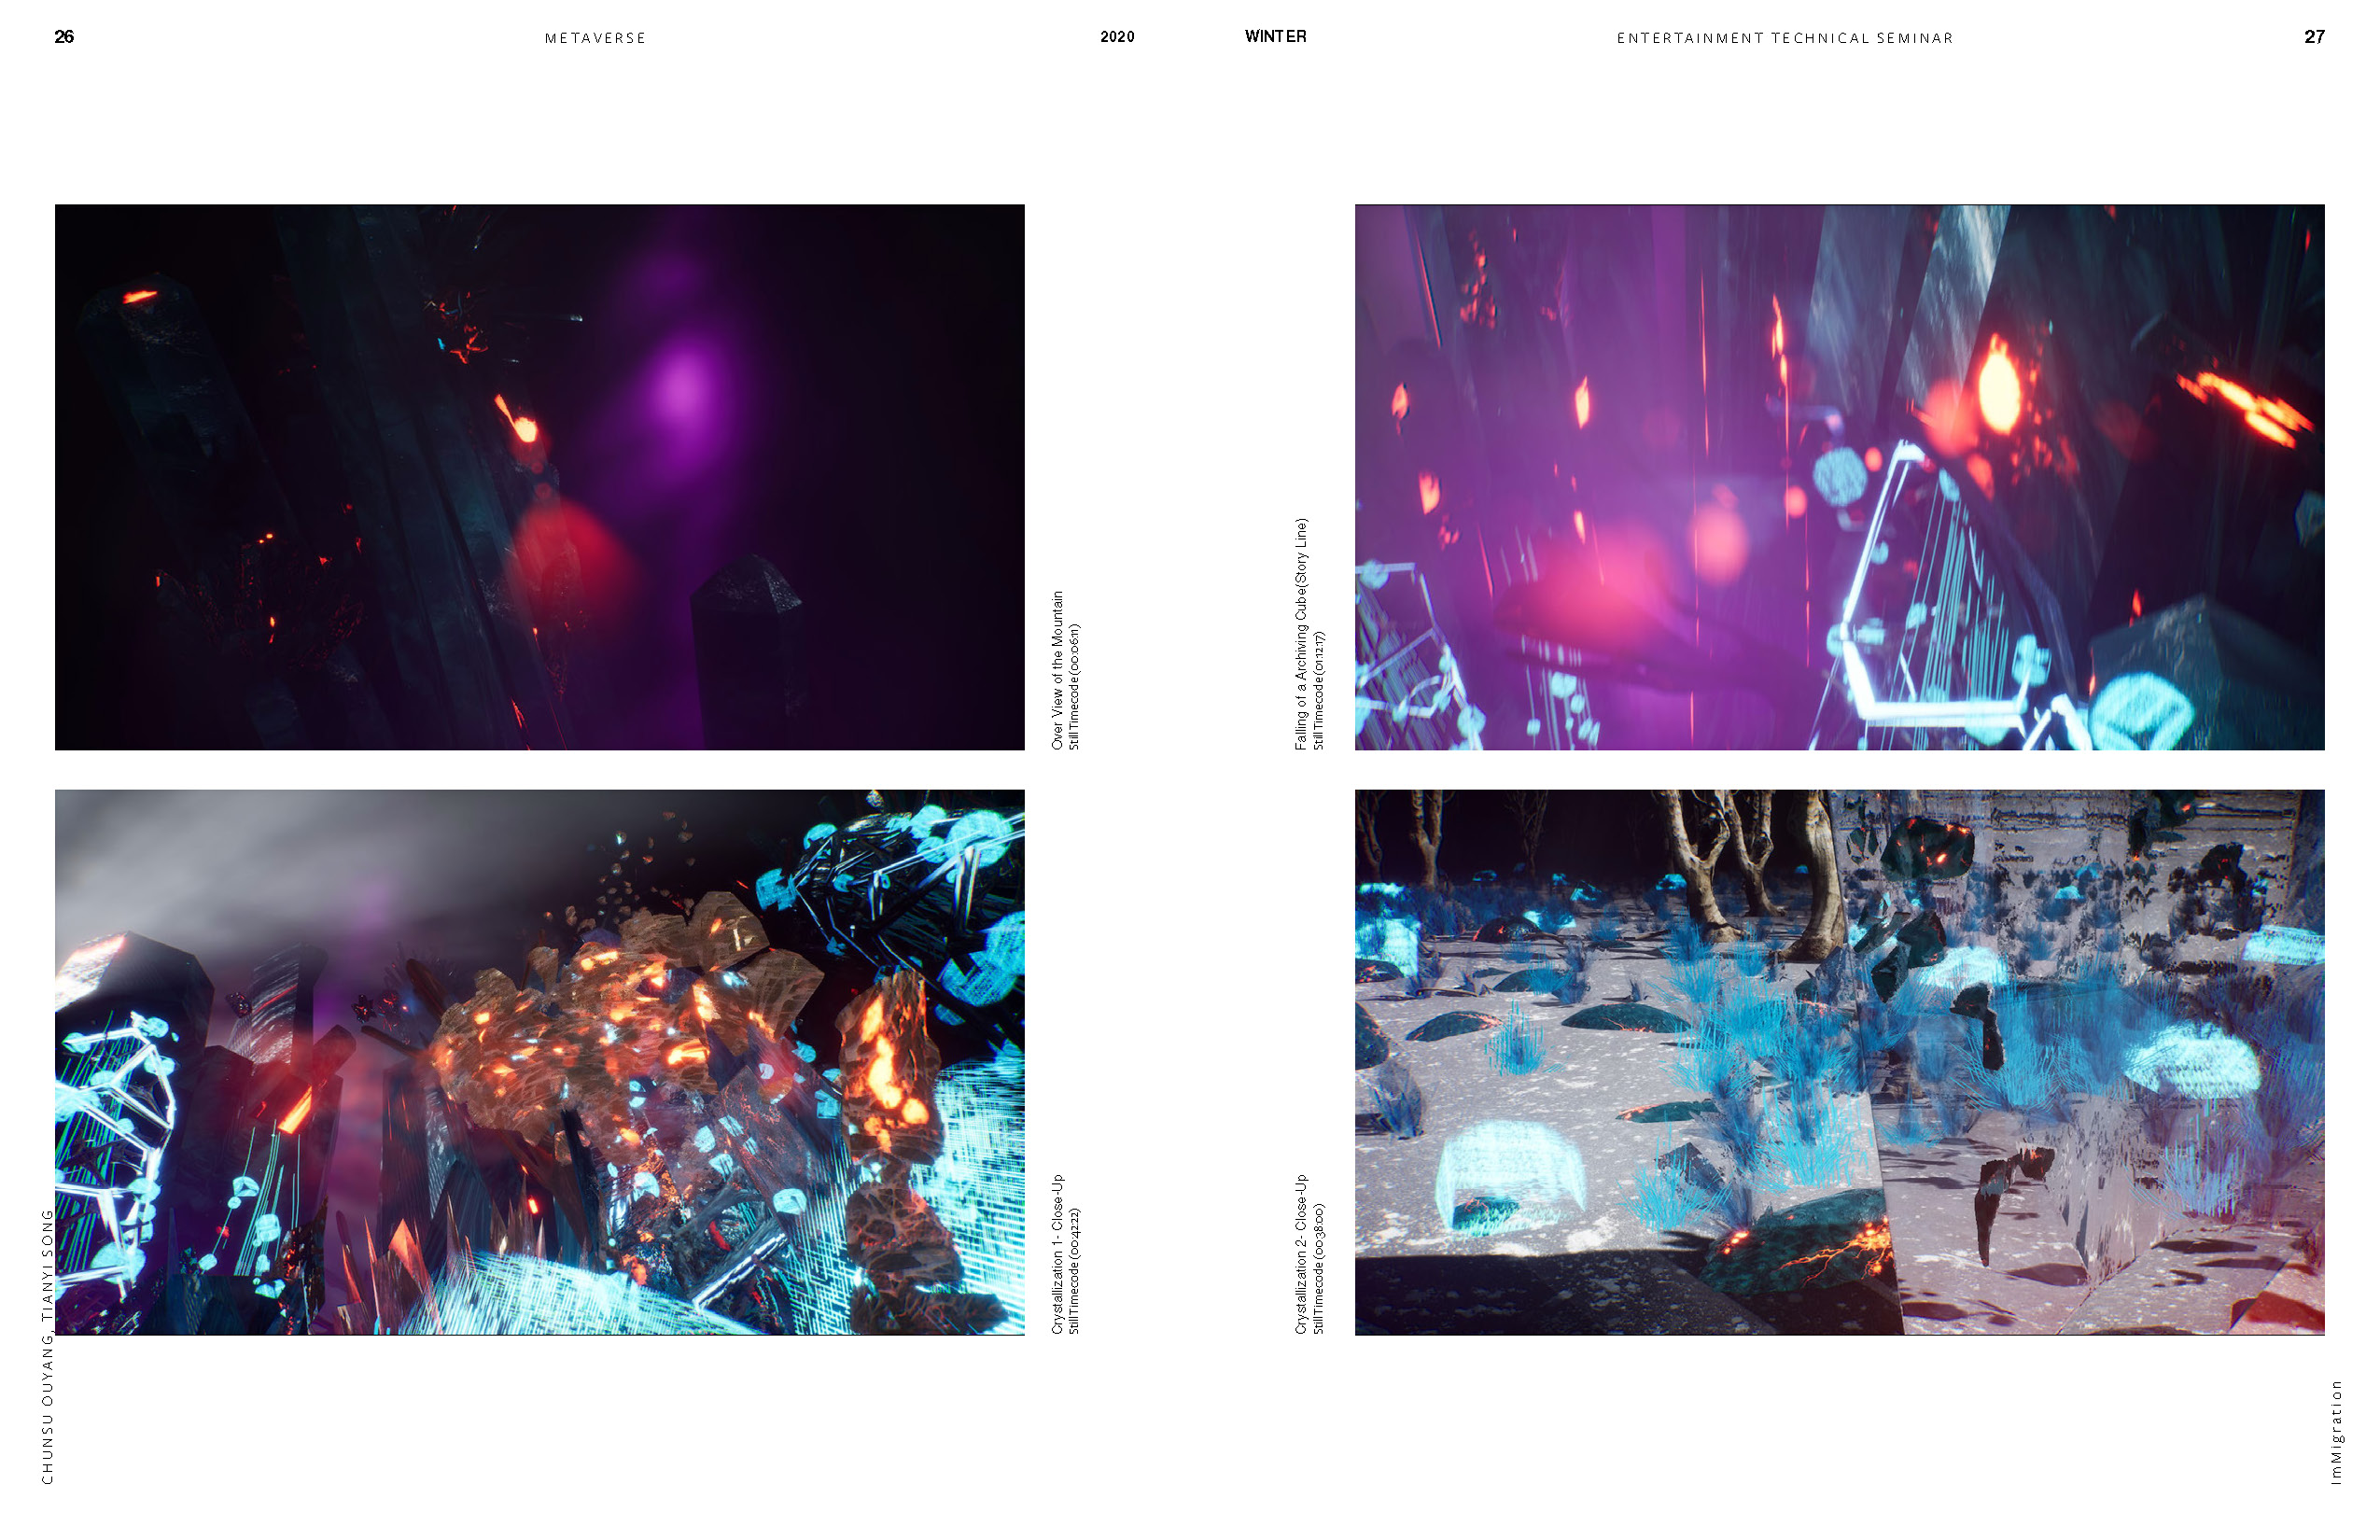 26
METAVERSE
2020
WINTER
ENTERTAINMENT TECHNICAL SEMINAR
27
Over View of the Mountain
Still Timecode(00:06:11)
Falling of a Archiving Cube(Story Line)
Still Timecode(01:12:17)
Crystallization 1- Close-Up
Still Timecode(00:42:22)
Crystallization 2- Close-Up
Still Timecode(00:38:00)
CHUNSU OUYANG, TIANYI SONG
ImMigration